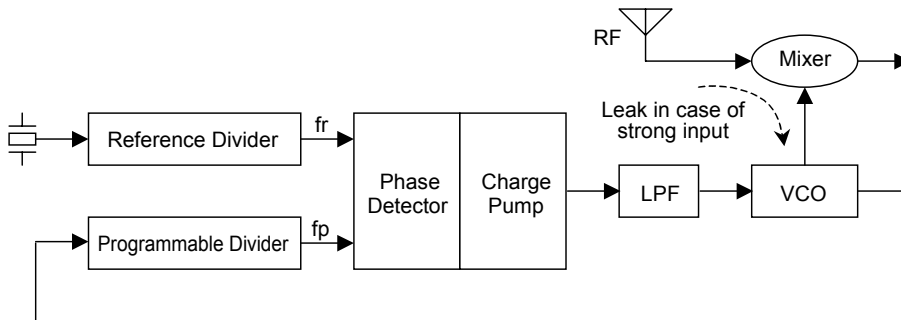 RF
Mixer
Leak in case of
strong input
Reference Divider
fr
Phase
Detector
Charge
Pump
LPF
VCO
Programmable Divider
fp